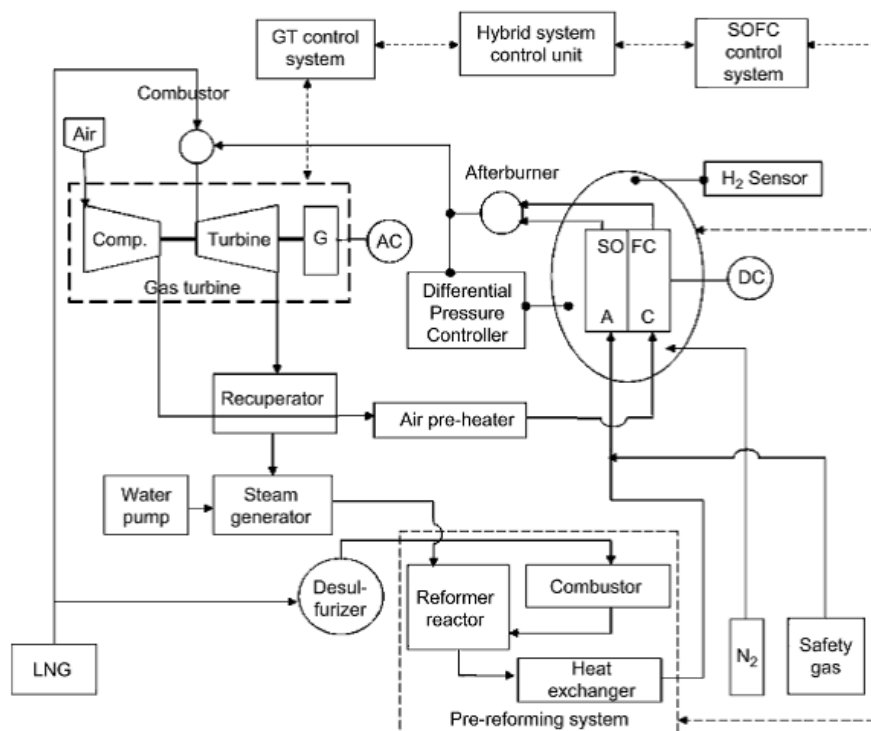 GT control
system
Hybrid system
control unit
SOFC
control
system
Combustor
Air
Afterburner
H₂ Sensor
Comp.
Turbine
G
AC
SO FC
DC
Gas turbine
Differential
Pressure
Controller
A C
Recuperator
Air pre-heater
Water
pump
Steam
generator
Desul-
furizer
Reformer
reactor
Combustor
LNG
Heat
exchanger
N₂
Safety
gas
Pre-reforming system